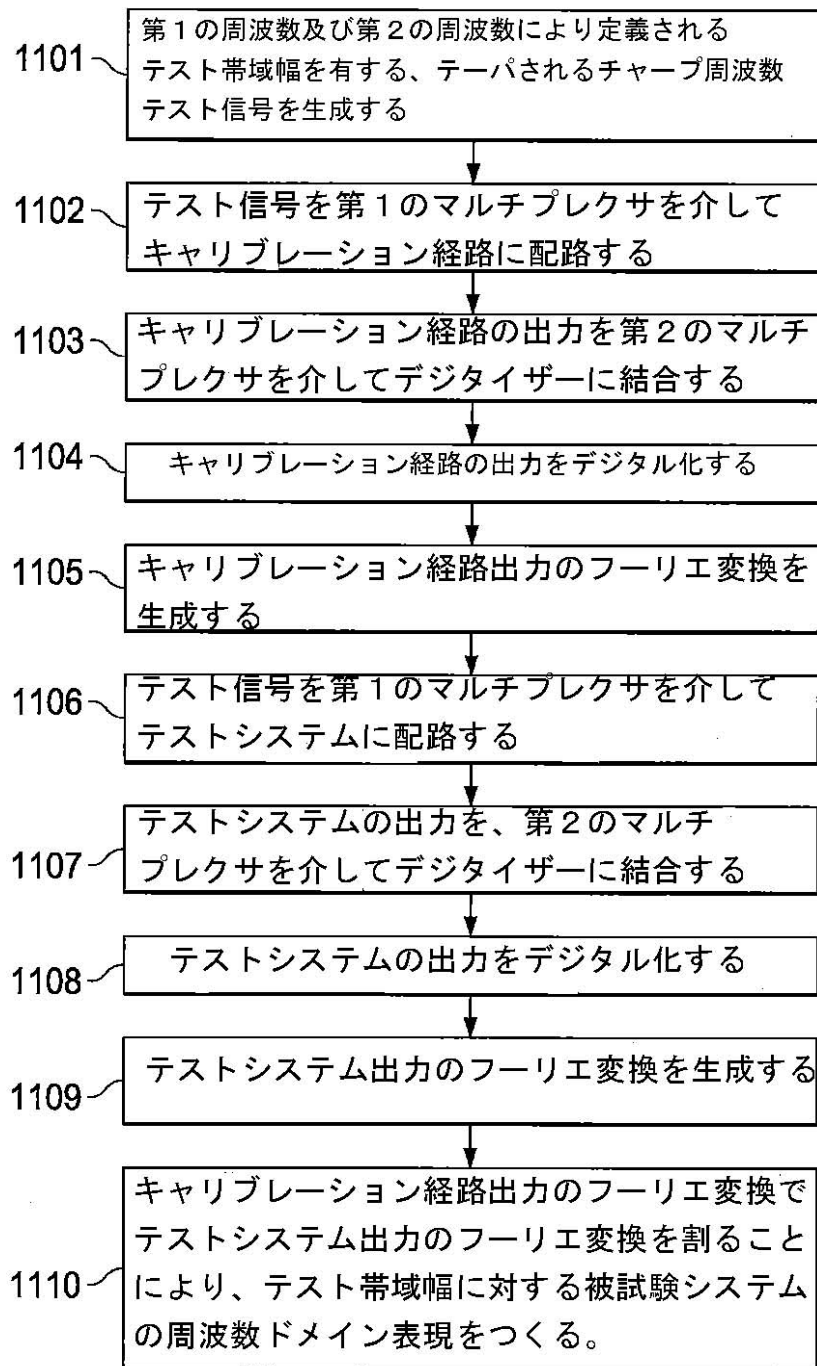 1101
第1の周波数及び第2の周波数により定義される
テスト帯域幅を有する、テーパされるチャープ周波数
テスト信号を生成する
1102
テスト信号を第1のマルチプレクサを介して
キャリブレーション経路に配路する
1103
キャリブレーション経路の出力を第2のマルチ
プレクサを介してデジタイザーに結合する
1104
キャリブレーション経路の出力をデジタル化する
1105
キャリブレーション経路出力のフーリエ変換を
生成する
1106
テスト信号を第1のマルチプレクサを介して
テストシステムに配路する
1107
テストシステムの出力を、第2のマルチ
プレクサを介してデジタイザーに結合する
1108
テストシステムの出力をデジタル化する
1109
テストシステム出力のフーリエ変換を生成する
1110
キャリブレーション経路出力のフーリエ変換で
テストシステム出力のフーリエ変換を割ること
により、テスト帯域幅に対する被試験システム
の周波数ドメイン表現をつくる。